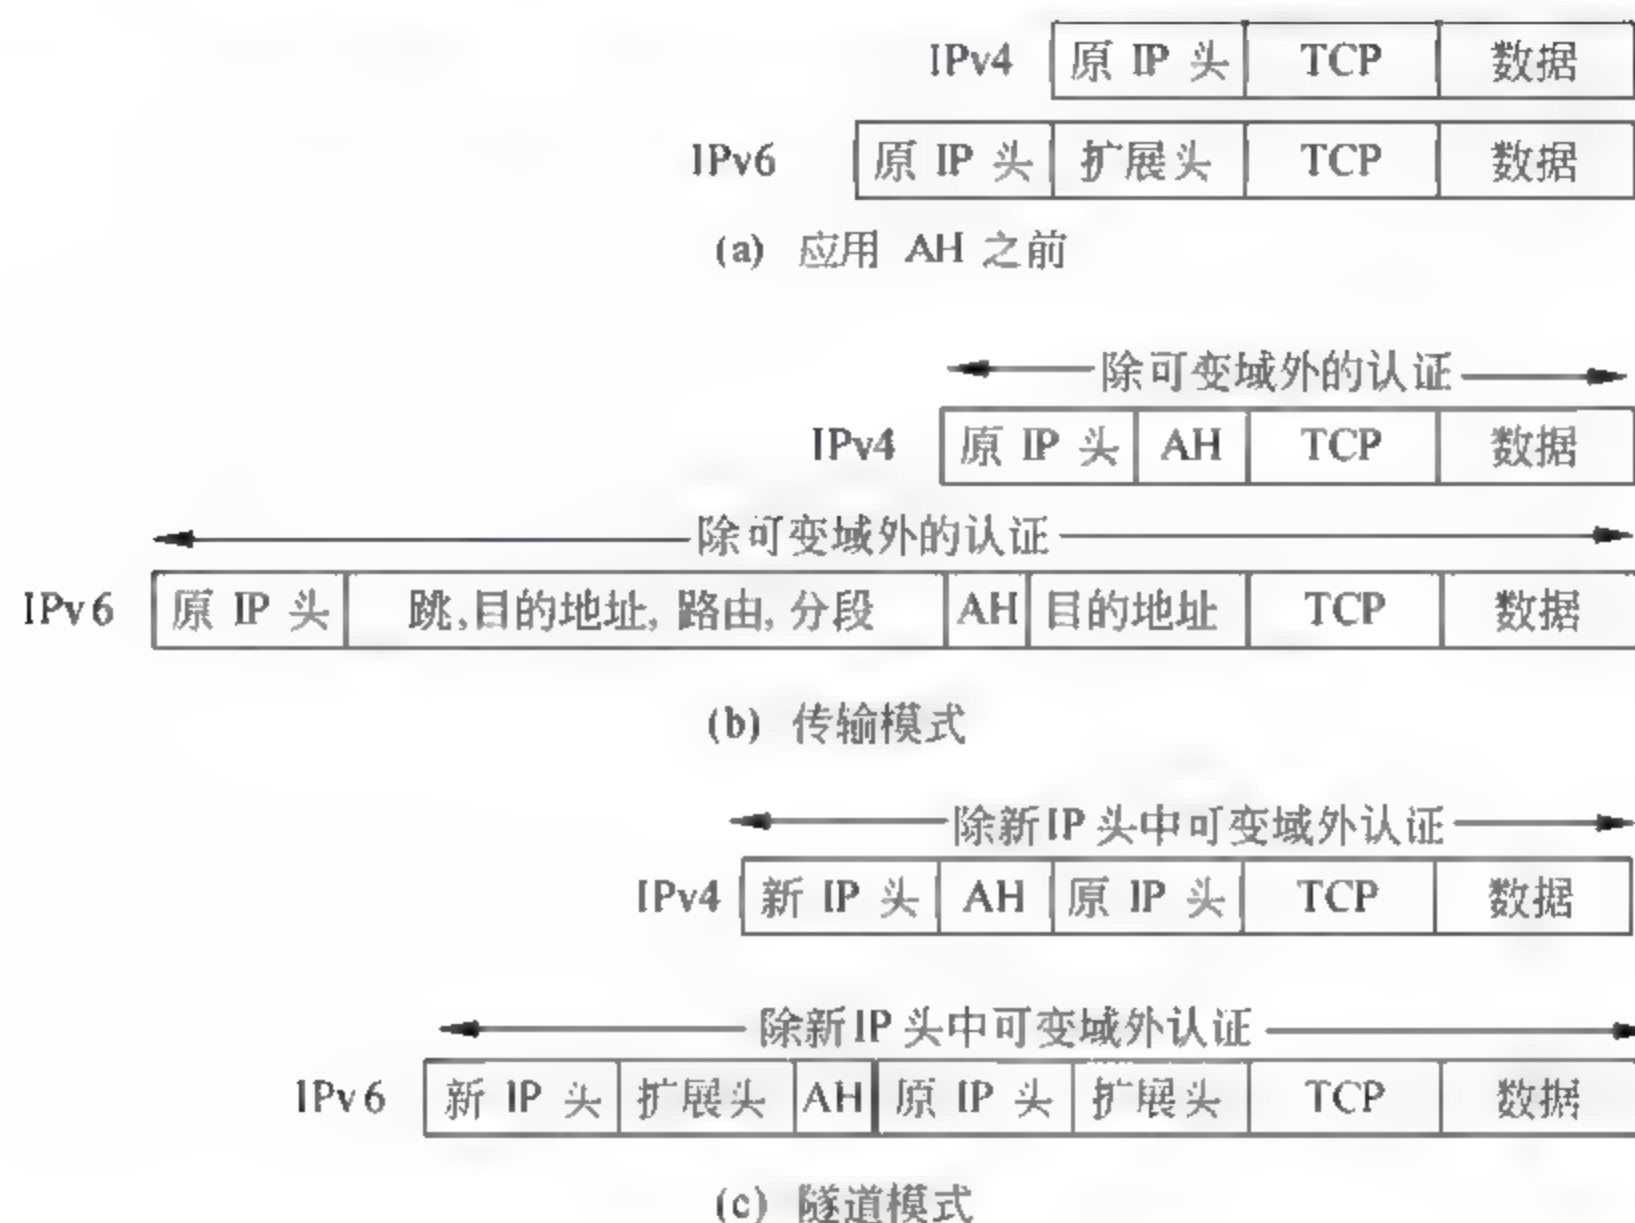 IPv4 原 IP 头 TCP 数据
IPv6 原 IP 头 扩展头 TCP 数据
(a) 应用 AH 之前
除可变域外的认证
IPv4 原 IP 头 AH TCP 数据
除可变域外的认证
IPv6 原 IP 头 跳,目的地址,路由,分段 AH 目的地址 TCP 数据
(b) 传输模式
除新IP头中可变域外认证
IPv4 新 IP 头 AH 原 IP 头 TCP 数据
除新IP头中可变域外认证
IPv6 新 IP 头 扩展头 AH 原 IP 头 扩展头 TCP 数据
(c) 隧道模式